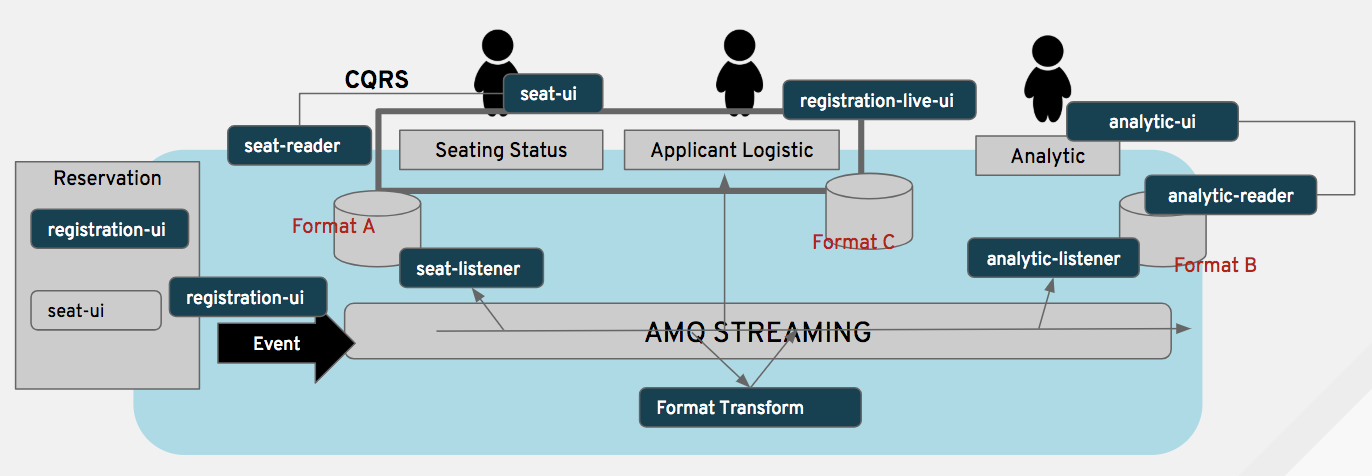 CQRS
seat-ui
registration-live-ui
analytic-ui
seat-reader
Seating Status
Applicant Logistic
Analytic
Reservation
analytic-reader
registration-ui
Format A
Format C
seat-listener
analytic-listener
Format B
registration-ui
seat-ui
Event
AMQ STREAMING
Format Transform